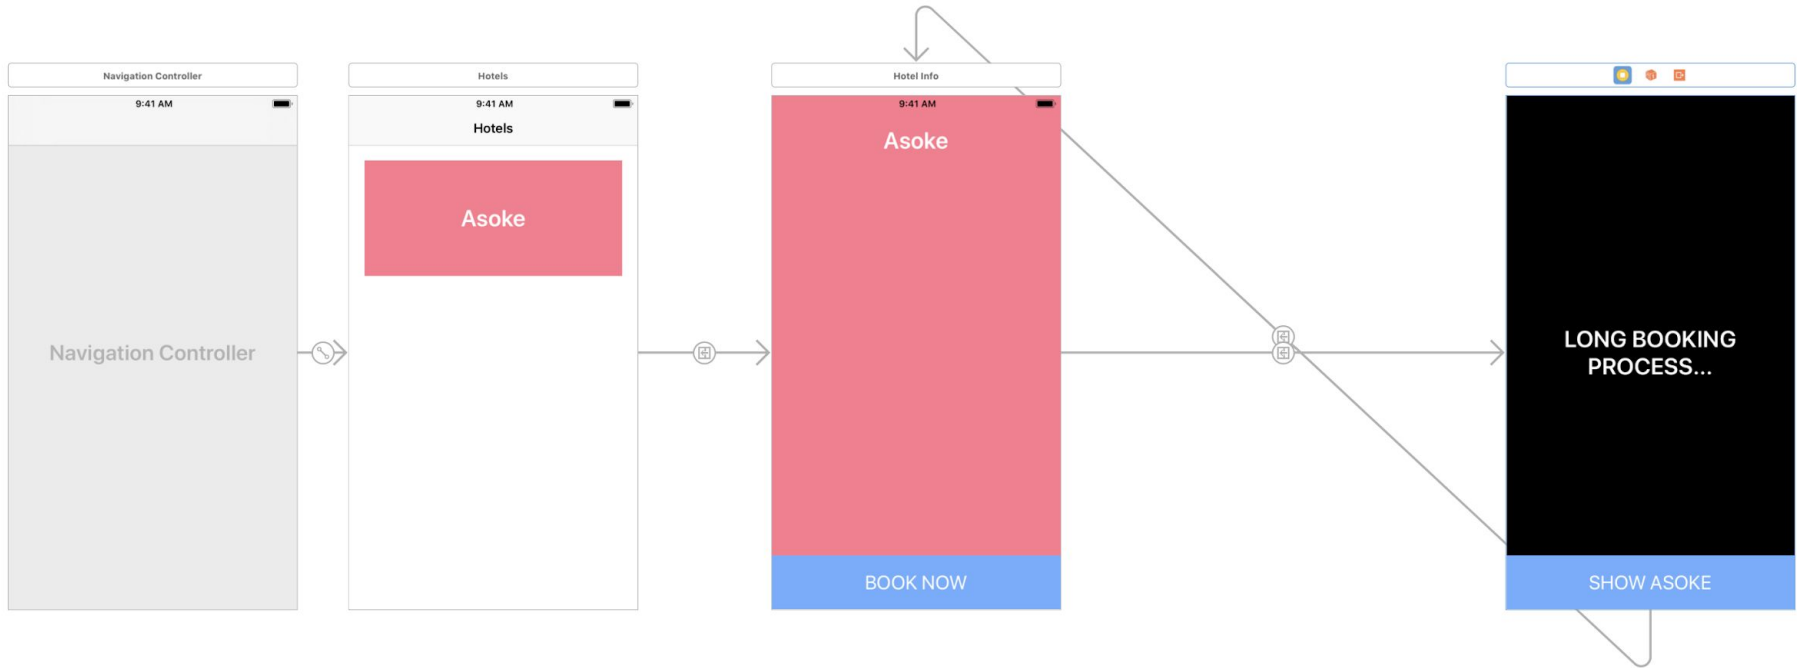 Navigation Controller
9:41 AM
Navigation Controller
Hotels
9:41 AM
Hotels
Asoke
Hotel Info
9:41 AM
Asoke
BOOK NOW
LONG BOOKING
PROCESS...
SHOW ASOKE